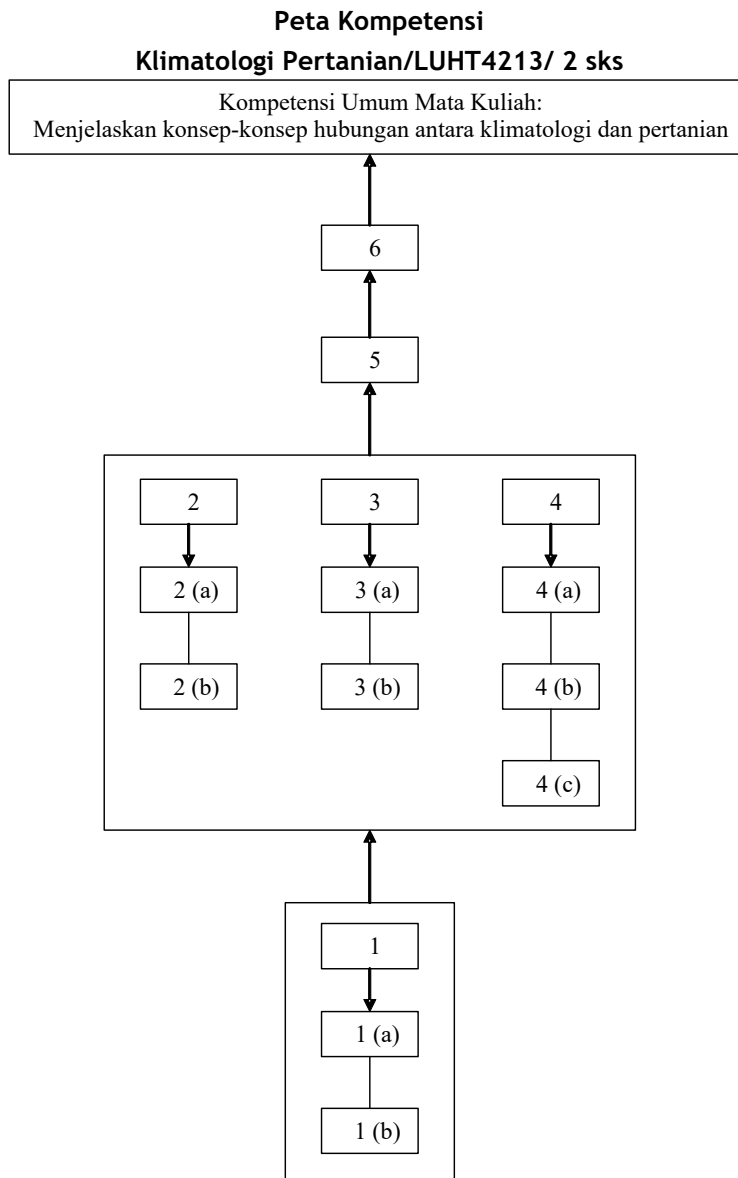 Peta Kompetensi
Klimatologi Pertanian/LUHT4213/ 2 sks
Kompetensi Umum Mata Kuliah:
Menjelaskan konsep-konsep hubungan antara klimatologi dan pertanian
6
5
2 3 4
2 (a) 3 (a) 4 (a)
2 (b) 3 (b) 4 (b)
4 (c)
1
1 (a)
1 (b)